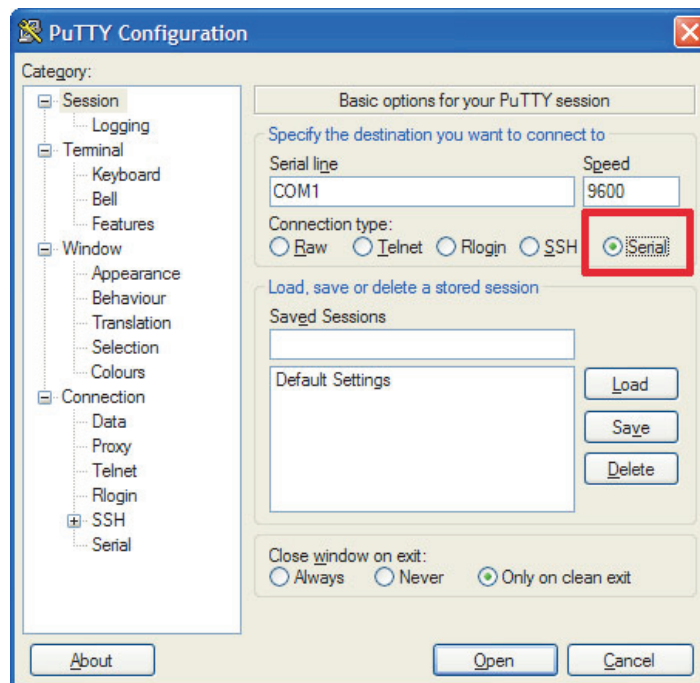 PuTTY Configuration
Category:
Session
Logging
Terminal
Keyboard
Bell
Features
Window
Appearance
Behaviour
Translation
Selection
Colours
Connection
Data
Proxy
Telnet
Rlogin
SSH
Serial
Basic options for your PuTTY session
Specify the destination you want to connect to
Serial line Speed
COM1 9600
Connection type:
Raw Telnet Rlogin SSH Serial
Load, save or delete a stored session
Saved Sessions
Default Settings
Load
Save
Delete
Close window on exit:
Always Never Only on clean exit
About Open Cancel